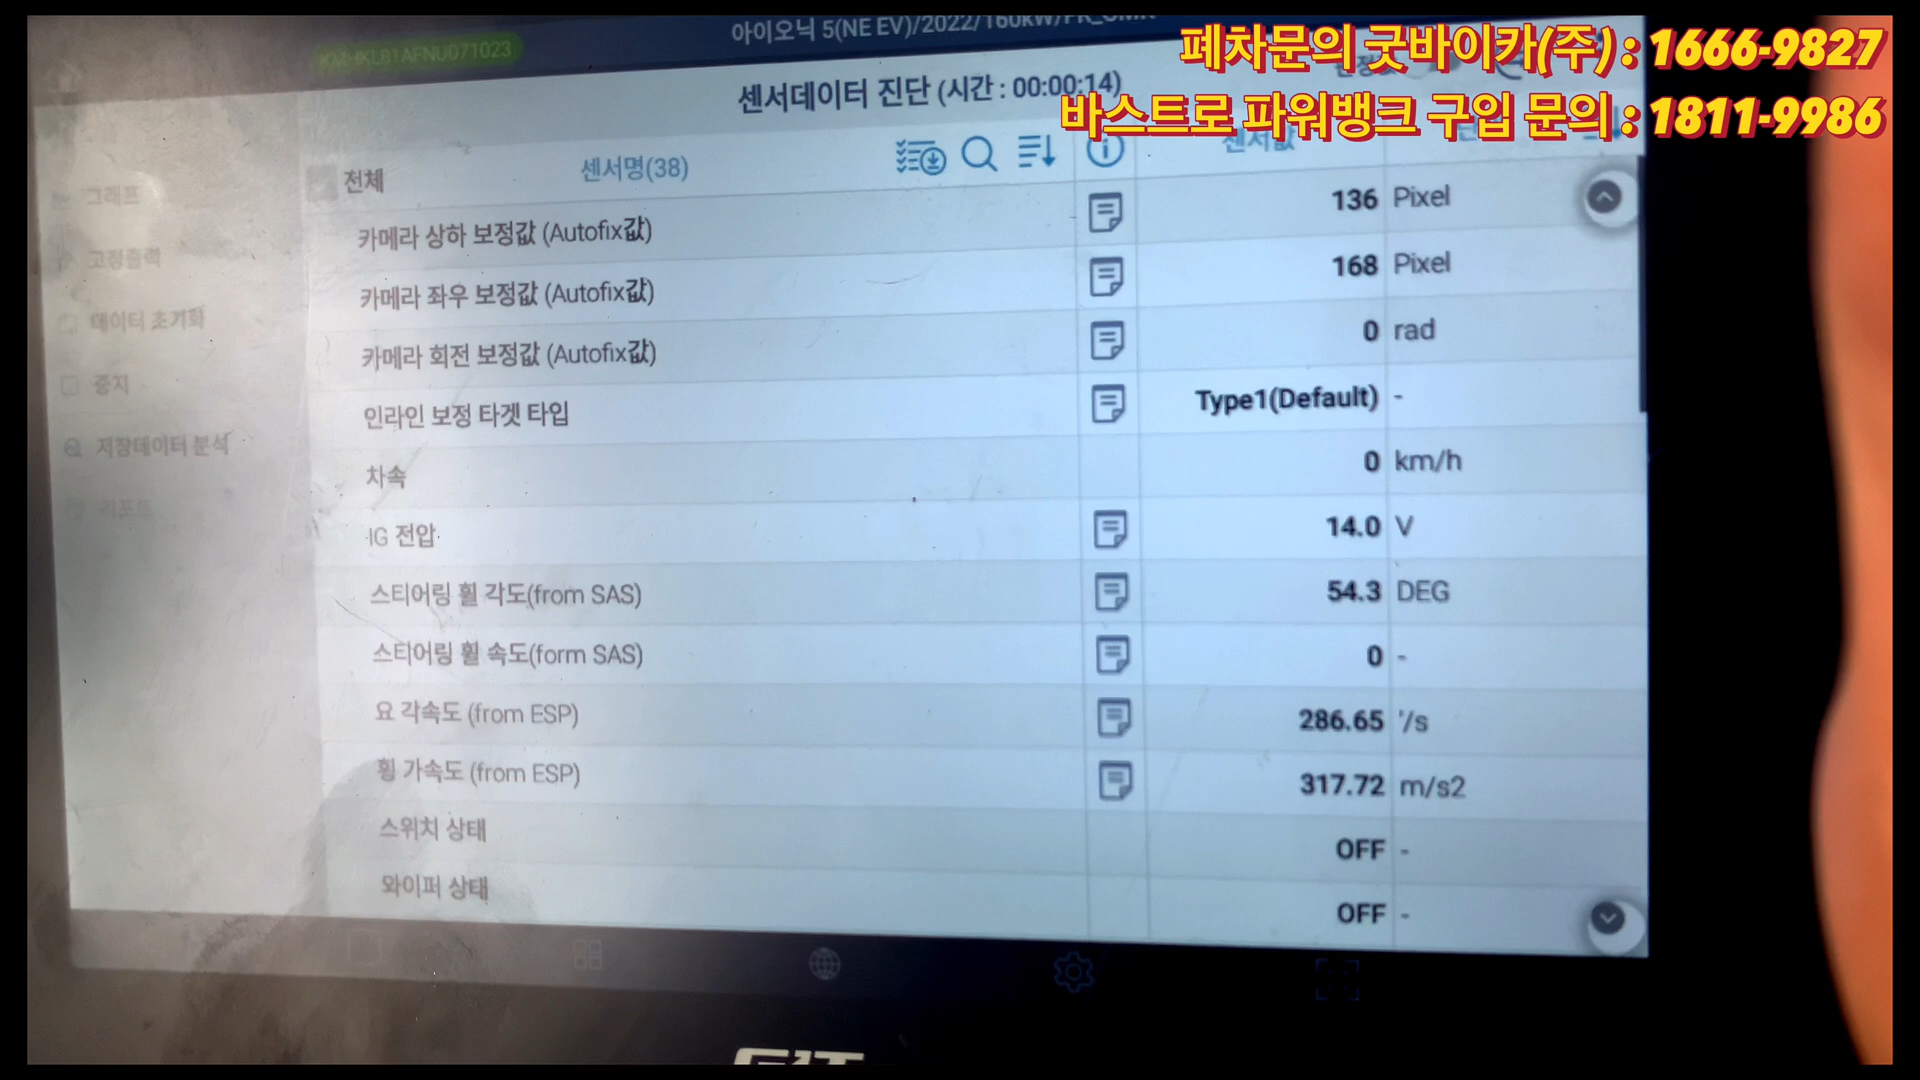 폐차문의 굿바이카(주) : 1666-9827
바스트로 파워뱅크 구입 문의 : 1811-9986
아이오닉 5(NE EV)/2022/160kW/
센서데이터 진단 (시간 : 00:00:14)
전체 센서명(38) 센서값
카메라 상하 보정값 (Autofix값) 136 Pixel
카메라 좌우 보정값 (Autofix값) 168 Pixel
카메라 회전 보정값 (Autofix값) 0 rad
인라인 보정 타겟 타입 Type1(Default) -
차속 0 km/h
IG 전압 14.0 V
스티어링 휠 각도(from SAS) 54.3 DEG
스티어링 휠 속도(form SAS) 0 -
요 각속도 (from ESP) 286.65 '/s
횡 가속도 (from ESP) 317.72 m/s2
스위치 상태 OFF -
와이퍼 상태 OFF -
그래프
고정출력
데이터 초기화
중지
저장데이터 분석
리포트